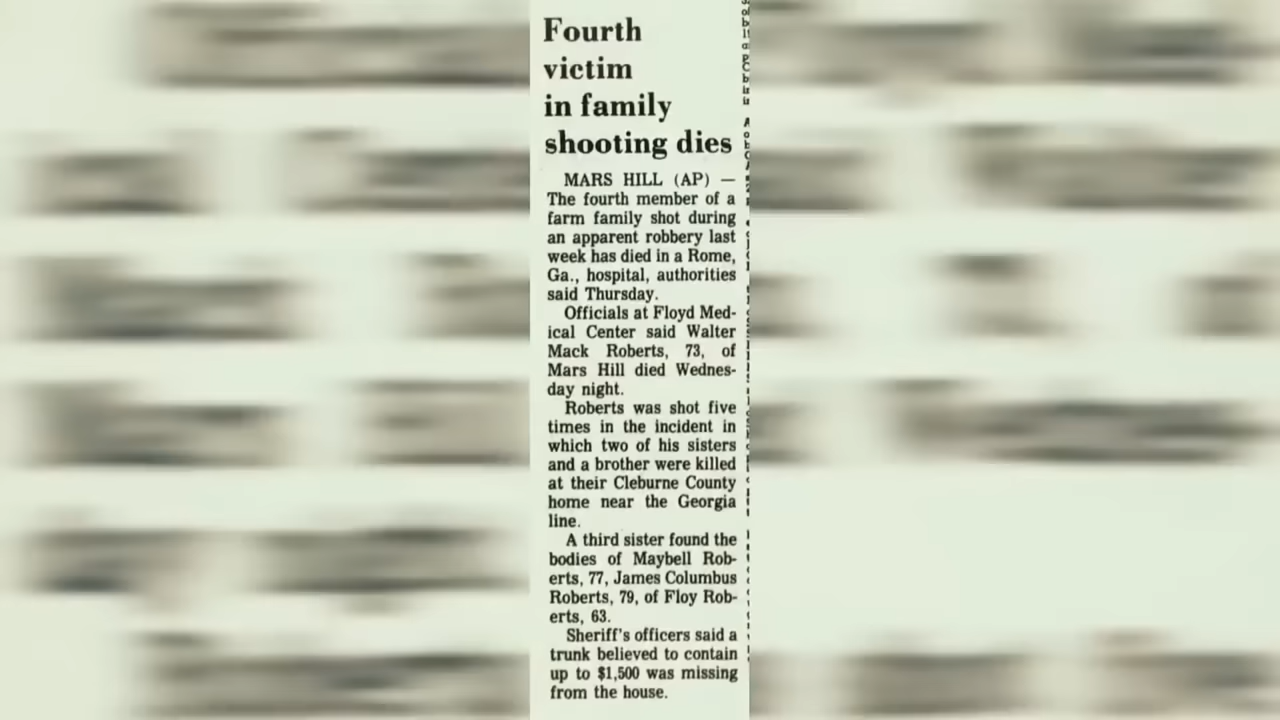 Fourth
victim
in family
shooting dies
MARS HILL (AP) —
The fourth member of a
farm family shot during
an apparent robbery last
week has died in a Rome,
Ga., hospital, authorities
said Thursday.
Officials at Floyd Med-
ical Center said Walter
Mack Roberts, 73, of
Mars Hill died Wednes-
day night.
Roberts was shot five
times in the incident in
which two of his sisters
and a brother were killed
at their Cleburne County
home near the Georgia
line.
A third sister found the
bodies of Maybell Rob-
erts, 77, James Columbus
Roberts, 79, of Floy Rob-
erts, 63.
Sheriff's officers said a
trunk believed to contain
up to $1,500 was missing
from the house.